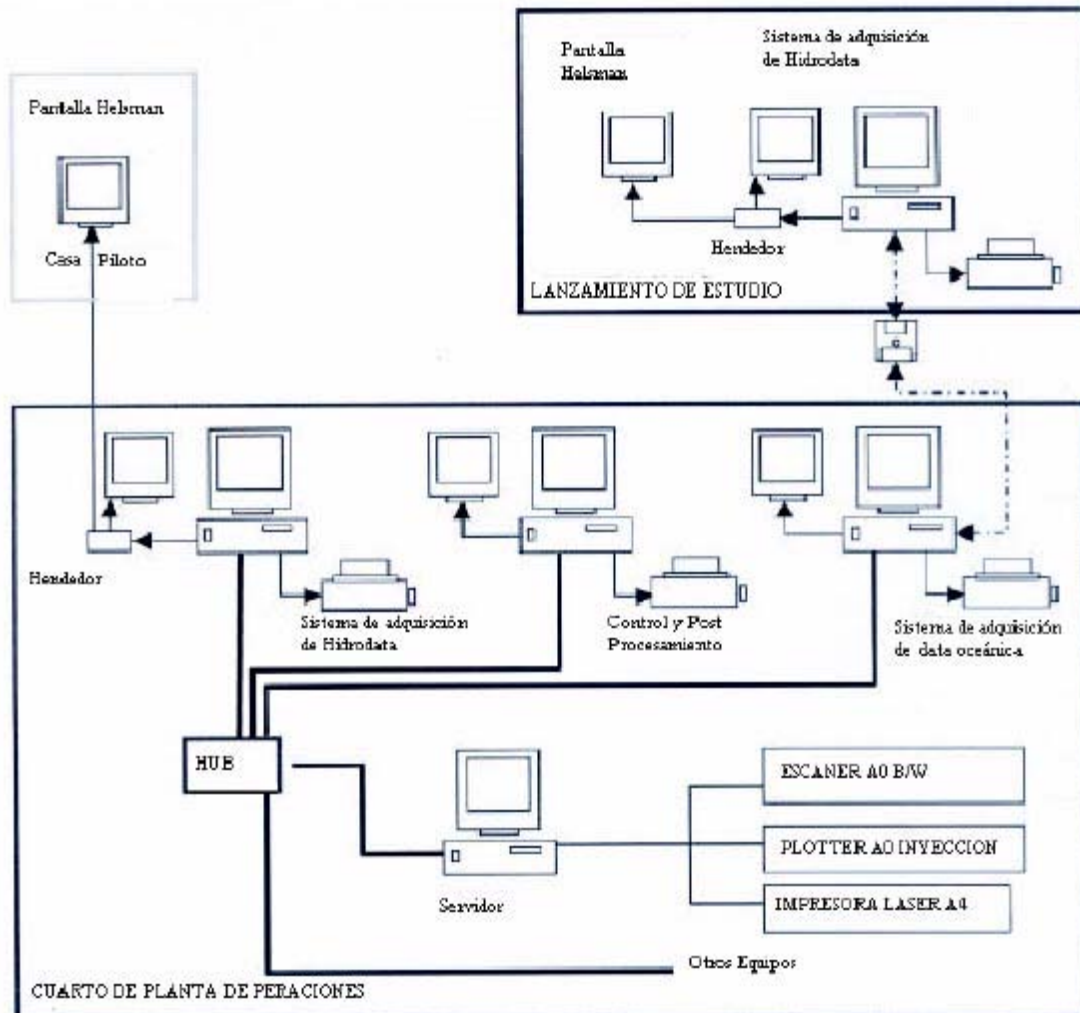 Pantalla
Helsman
Sistema de adquisición
de Hidrodata
Hendedor
LANZAMIENTO DE ESTUDIO
Pantalla Helsman
Casa Piloto
Hendedor
Sistema de adquisición
de Hidrodata
Control y Post
Procesamiento
Sistema de adquisición
de data oceánica
HUB
Servidor
ESCANER A0 B/W
PLOTTER A0 INYECCION
IMPRESORA LASER A4
Otros Equipos
CUARTO DE PLANTA DE PERACIONES